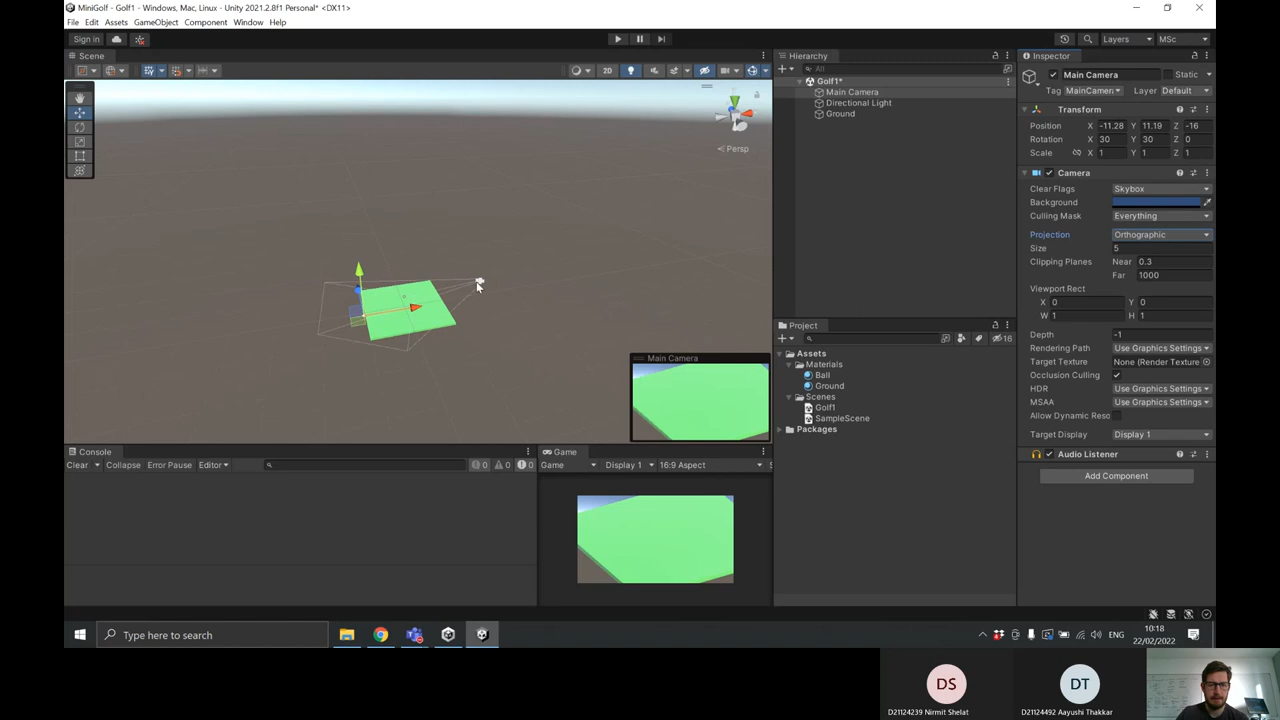 MiniGolf - Golf1 - Windows, Mac, Linux - Unity 2021.2.8f1 Personal* <DX11>
File Edit Assets GameObject Component Window Help
Sign in
Layers
MSc
Scene
2D
Persp
Main Camera
Hierarchy
All
Golf1*
Main Camera
Directional Light
Ground
Project
16
Assets
Materials
Ball
Ground
Scenes
Golf1
SampleScene
Packages
Inspector
Main Camera Static
Tag MainCamera Layer Default
Transform
Position X -11.28 Y 11.19 Z -16
Rotation X 30 Y 30 Z 0
Scale X 1 Y 1 Z 1
Camera
Clear Flags Skybox
Background
Culling Mask Everything
Projection Orthographic
Size 5
Clipping Planes Near 0.3
Far 1000
Viewport Rect
X 0 Y 0
W 1 H 1
Depth -1
Rendering Path Use Graphics Settings
Target Texture None (Render Texture
Occlusion Culling
HDR Use Graphics Settings
MSAA Use Graphics Settings
Allow Dynamic Reso
Target Display Display 1
Audio Listener
Add Component
Console
Clear Collapse Error Pause Editor
0 0 0
Game
Game Display 1 16:9 Aspect
Type here to search
ENG
10:18
22/02/2022
DS
D21124239 Nirmit Shelat
DT
D21124492 Aayushi Thakkar